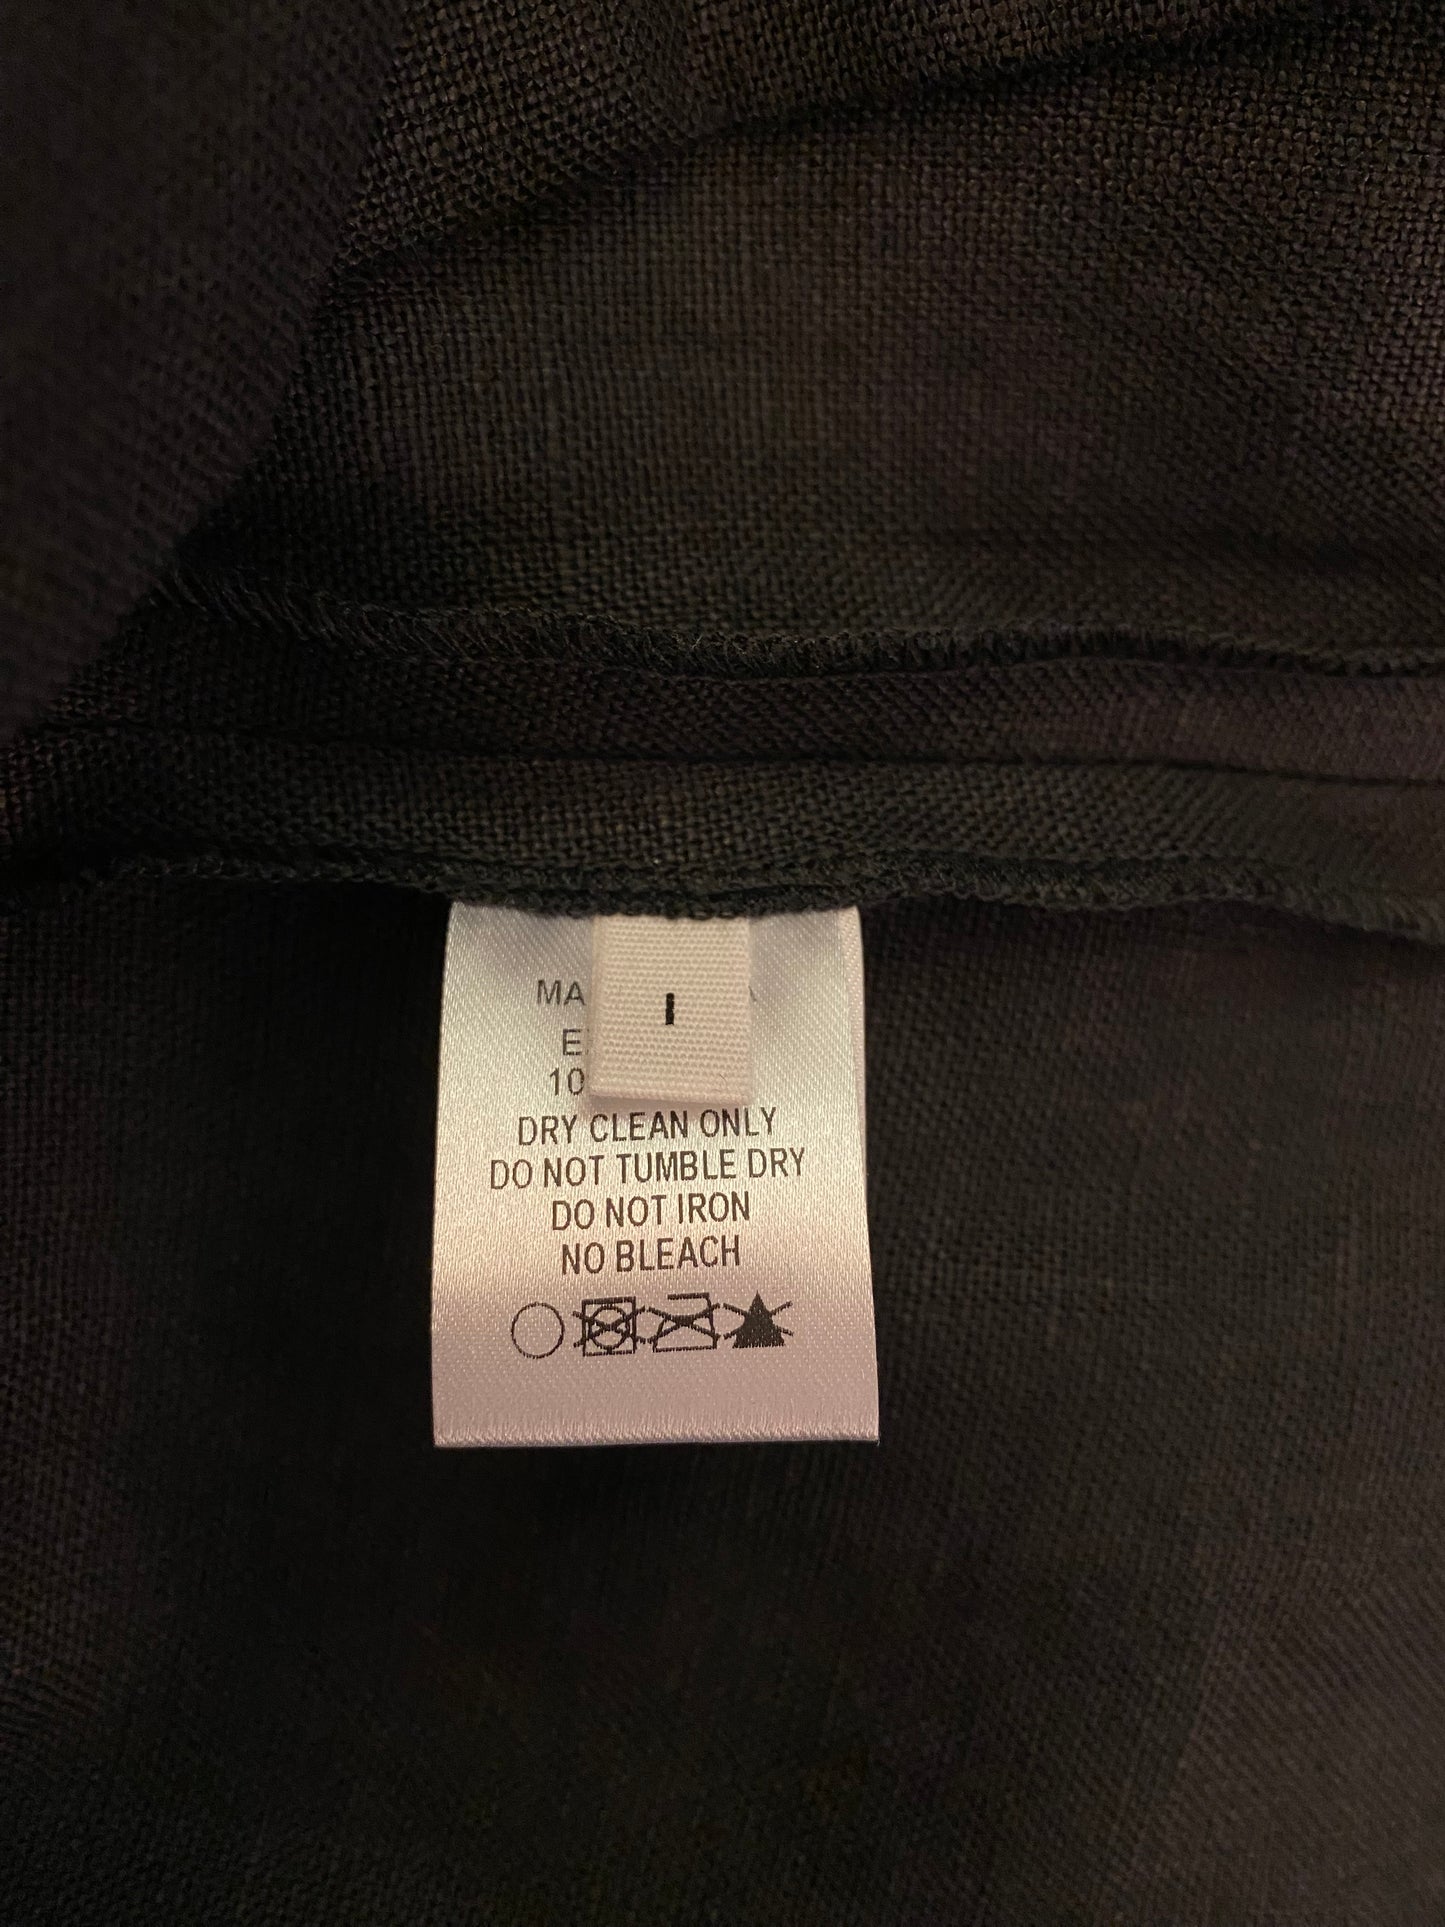 I
DRY CLEAN ONLY
DO NOT TUMBLE DRY
DO NOT IRON
NO BLEACH